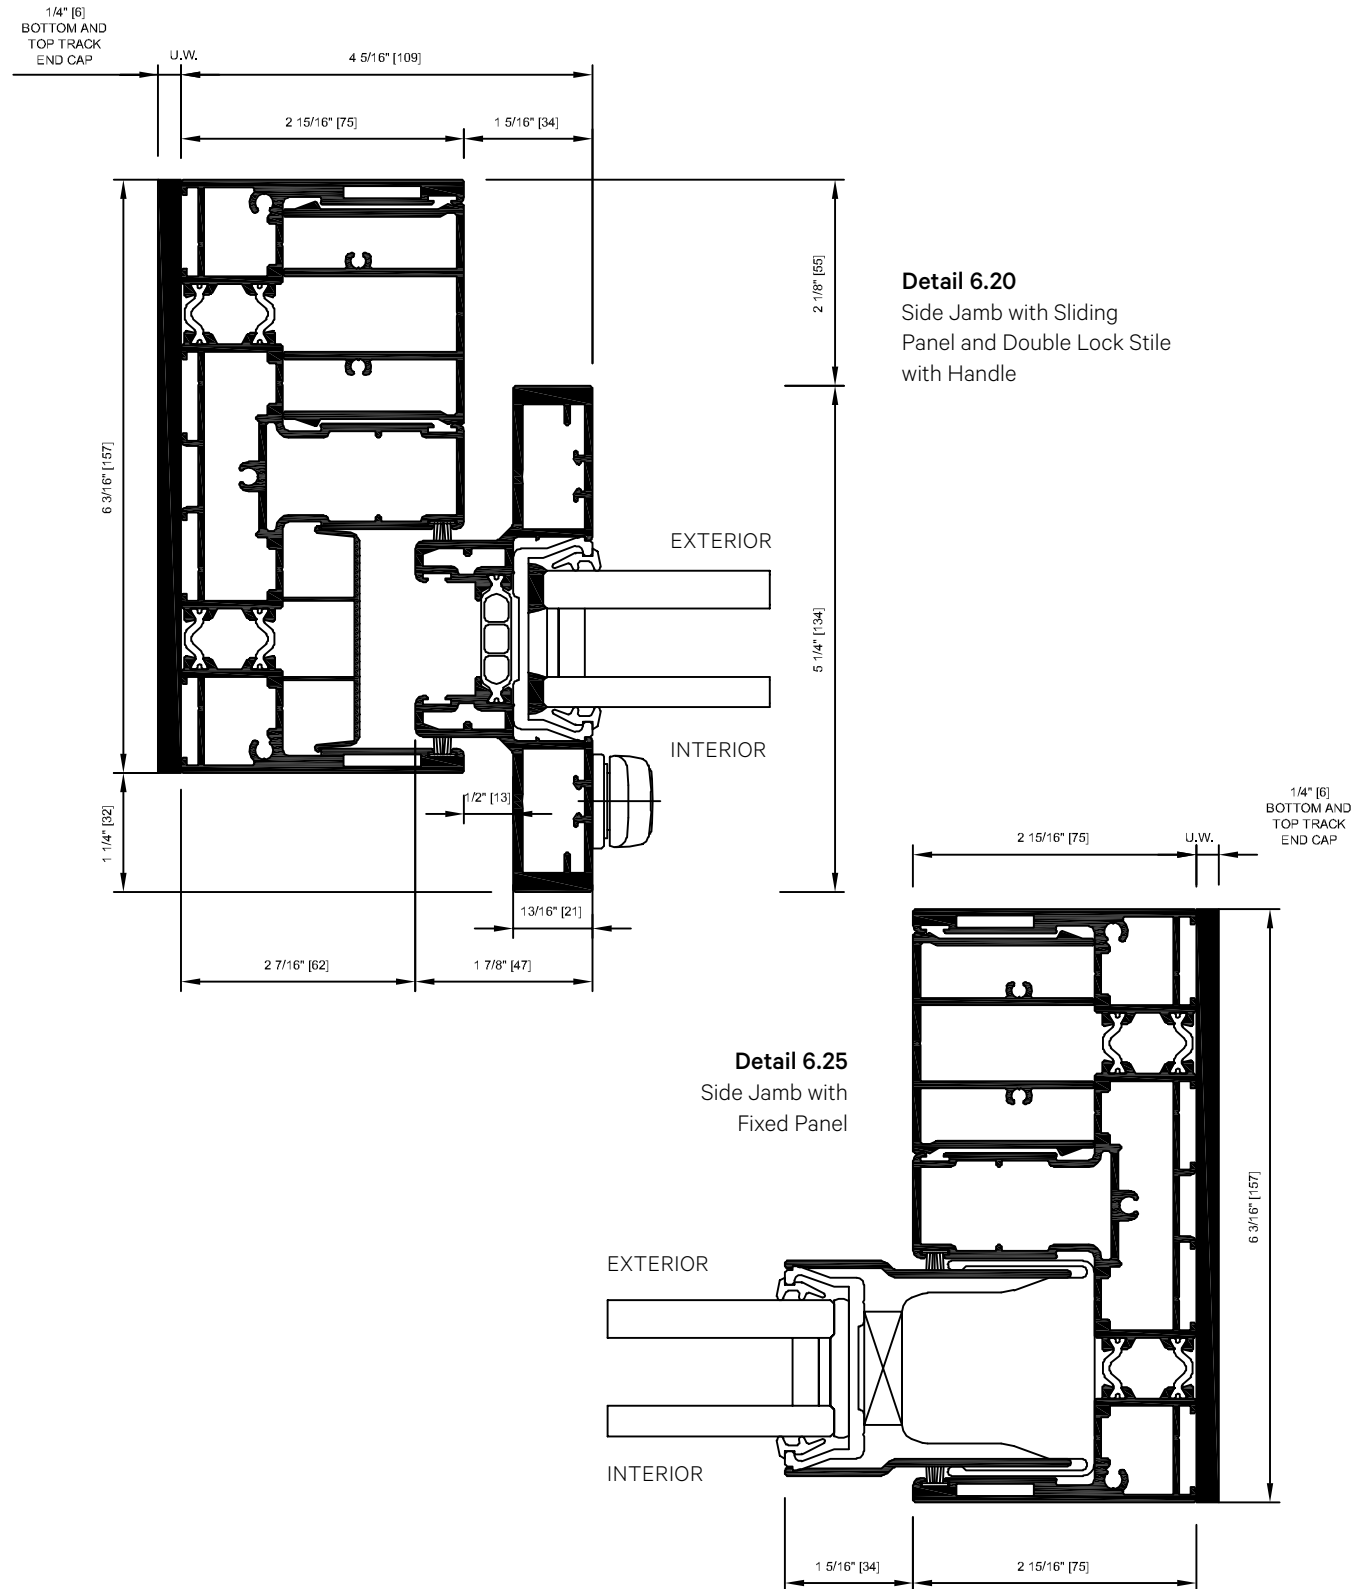 1/4" [6]
BOTTOM AND
TOP TRACK
END CAP
U.W.
4 5/16" [109]
2 15/16" [75]
1 5/16" [34]
2 1/8" [55]
Detail 6.20
Side Jamb with Sliding
Panel and Double Lock Stile
with Handle
6 3/16" [157]
EXTERIOR
5 1/4" [134]
INTERIOR
1/2" [13]
1 1/4" [32]
13/16" [21]
2 7/16" [62]
1 7/8" [47]
1/4" [6]
BOTTOM AND
TOP TRACK
END CAP
2 15/16" [75]
U.W.
Detail 6.25
Side Jamb with
Fixed Panel
6 3/16" [157]
EXTERIOR
INTERIOR
1 5/16" [34]
2 15/16" [75]